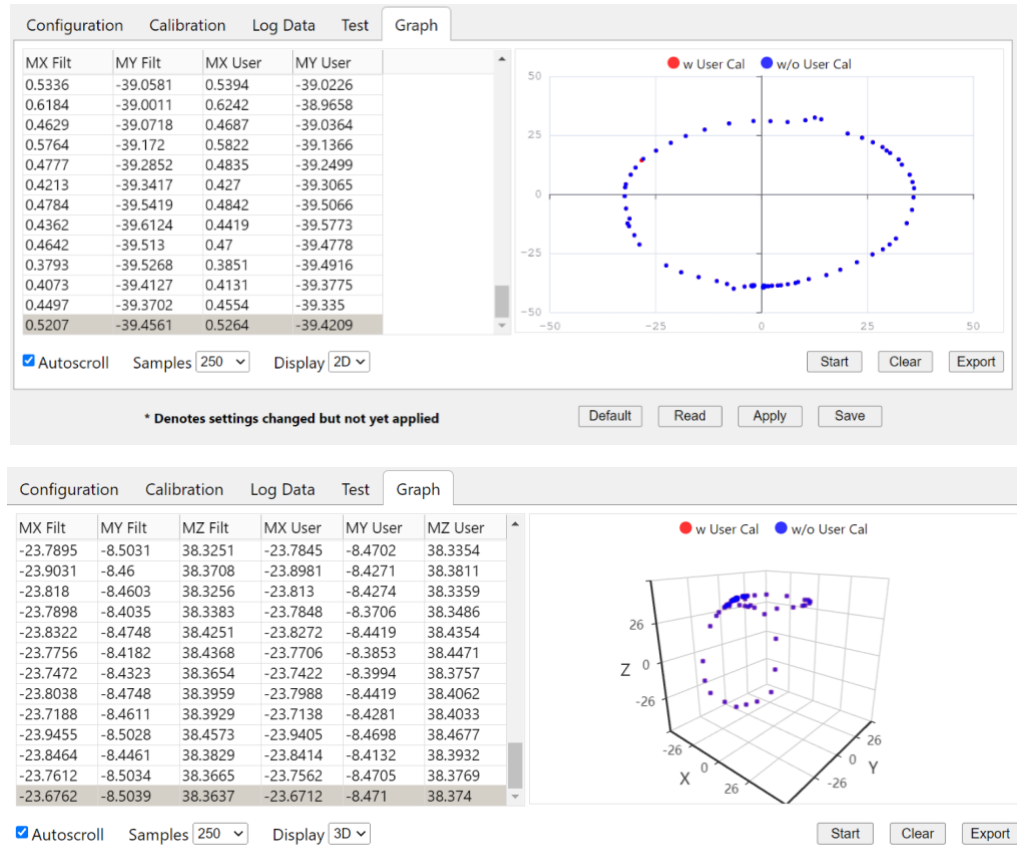 Configuration Calibration Log Data Test Graph
MX Filt MY Filt MX User MY User
0.5336 -39.0581 0.5394 -39.0226
0.6184 -39.0011 0.6242 -38.9658
0.4629 -39.0718 0.4687 -39.0364
0.5764 -39.172 0.5822 -39.1366
0.4777 -39.2852 0.4835 -39.2499
0.4213 -39.3417 0.427 -39.3065
0.4784 -39.5419 0.4842 -39.5066
0.4362 -39.6124 0.4419 -39.5773
0.4642 -39.513 0.47 -39.4778
0.3793 -39.5268 0.3851 -39.4916
0.4073 -39.4127 0.4131 -39.3775
0.4497 -39.3702 0.4554 -39.335
0.5207 -39.4561 0.5264 -39.4209
w User Cal w/o User Cal
50
25
0
-25
-50
-50 -25 0 25 50
Autoscroll Samples 250 Display 2D Start Clear Export
* Denotes settings changed but not yet applied Default Read Apply Save
Configuration Calibration Log Data Test Graph
MX Filt MY Filt MZ Filt MX User MY User MZ User
-23.7895 -8.5031 38.3251 -23.7845 -8.4702 38.3354
-23.9031 -8.46 38.3708 -23.8981 -8.4271 38.3811
-23.818 -8.4603 38.3256 -23.813 -8.4274 38.3359
-23.7898 -8.4035 38.3383 -23.7848 -8.3706 38.3486
-23.8322 -8.4748 38.4251 -23.8272 -8.4419 38.4354
-23.7756 -8.4182 38.4368 -23.7706 -8.3853 38.4471
-23.7472 -8.4323 38.3654 -23.7422 -8.3994 38.3757
-23.8038 -8.4748 38.3959 -23.7988 -8.4419 38.4062
-23.7188 -8.4611 38.3929 -23.7138 -8.4281 38.4033
-23.9455 -8.5028 38.4573 -23.9405 -8.4698 38.4677
-23.8464 -8.4461 38.3829 -23.8414 -8.4132 38.3932
-23.7612 -8.5034 38.3665 -23.7562 -8.4705 38.3769
-23.6762 -8.5039 38.3637 -23.6712 -8.471 38.374
w User Cal w/o User Cal
26
Z 0
-26
-26 0 26
X
26 0 -26
Y
Autoscroll Samples 250 Display 3D Start Clear Export